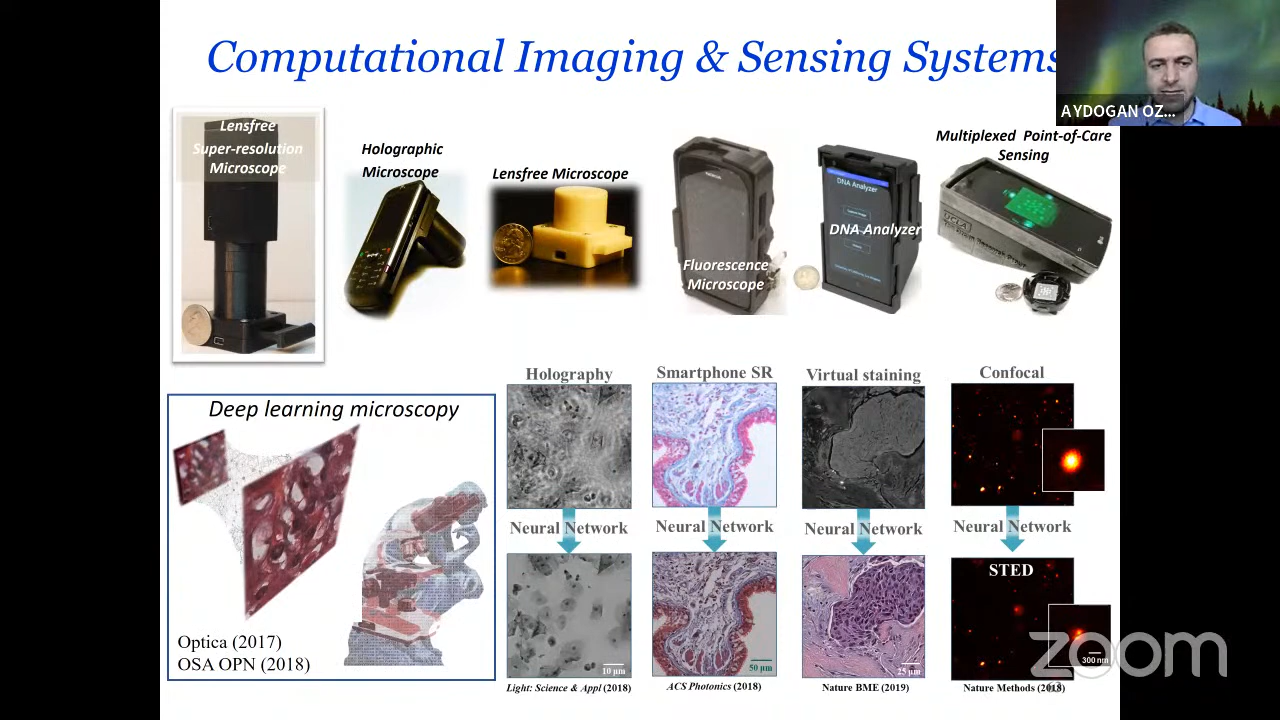 Computational Imaging & Sensing Systems
AYDOGAN OZ...
Lensfree
Super-resolution
Microscope
Holographic
Microscope
Lensfree Microscope
Fluorescence
Microscope
DNA Analyzer
DNA Analyzer
Multiplexed Point-of-Care
Sensing
UCLA
Deep learning microscopy
Optica (2017)
OSA OPN (2018)
Holography
Neural Network
10 μm
Light: Science & Appl (2018)
Smartphone SR
Neural Network
50 μm
ACS Photonics (2018)
Virtual staining
Neural Network
25 μm
Nature BME (2019)
Confocal
Neural Network
STED
300 nm
Nature Methods (2018)
zoom